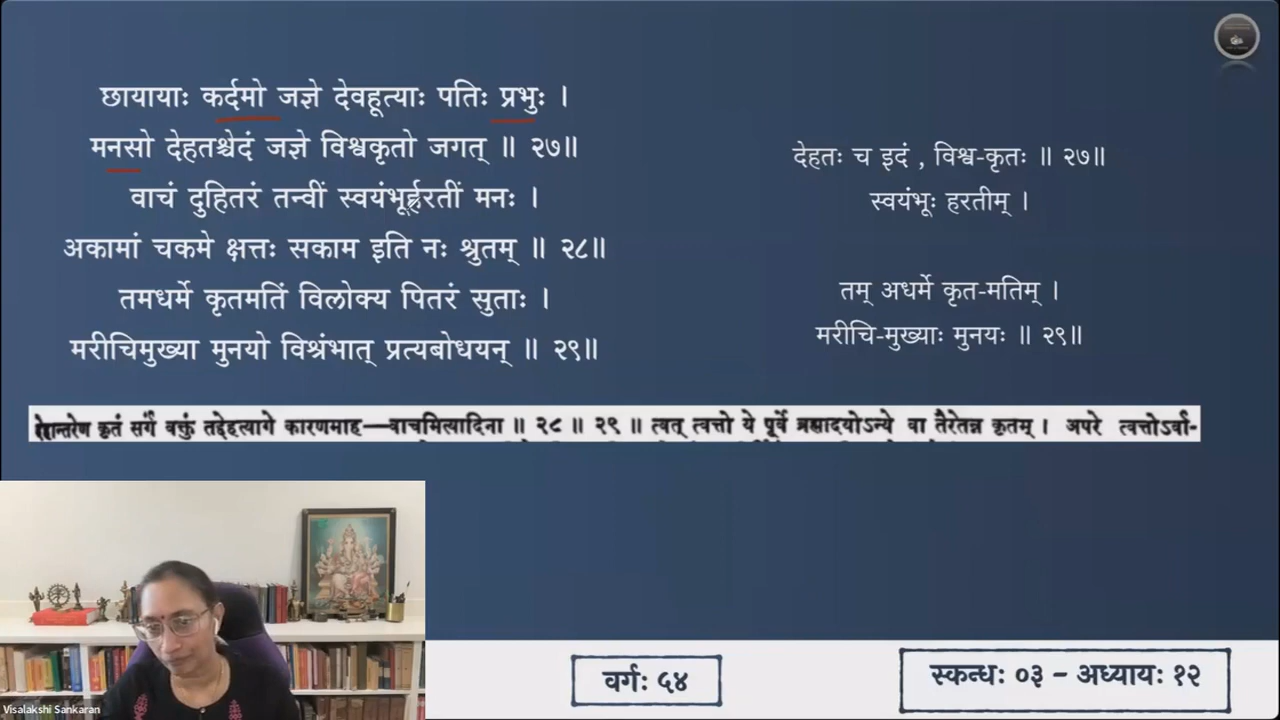 छायायाः कर्दमो जज्ञे देवहूत्याः पतिः प्रभुः ।
मनसो देहतश्चेदं जज्ञे विश्वकृतो जगत् ॥ २७॥
वाचं दुहितरं तन्वीं स्वयंभूर्हरतीं मनः ।
अकामां चकमे क्षत्तः सकाम इति नः श्रुतम् ॥ २८॥
तमधर्मे कृतमतिं विलोक्य पितरं सुताः ।
मरीचिमुख्या मुनयो विश्रंभात् प्रत्यबोधयन् ॥ २९॥
देहतः च इदं , विश्व-कृतः ॥ २७॥
स्वयंभूः हरतीम् ।
तम् अधर्मे कृत-मतिम् ।
मरीचि-मुख्याः मुनयः ॥ २९॥
देहान्तरेण कृतं सर्गं वक्तुं तद्देहत्यागे कारणमाह—वाचमित्यादिना ॥ २८ ॥ २९ ॥ त्वत् त्वत्तो ये पूर्वे ब्रह्मादयोऽन्ये वा तैरेतन्न कृतम् । अपरे त्वत्तोऽर्वा-
Visalakshi Sankaran
वर्गः ५४
स्कन्धः ०३ - अध्यायः १२